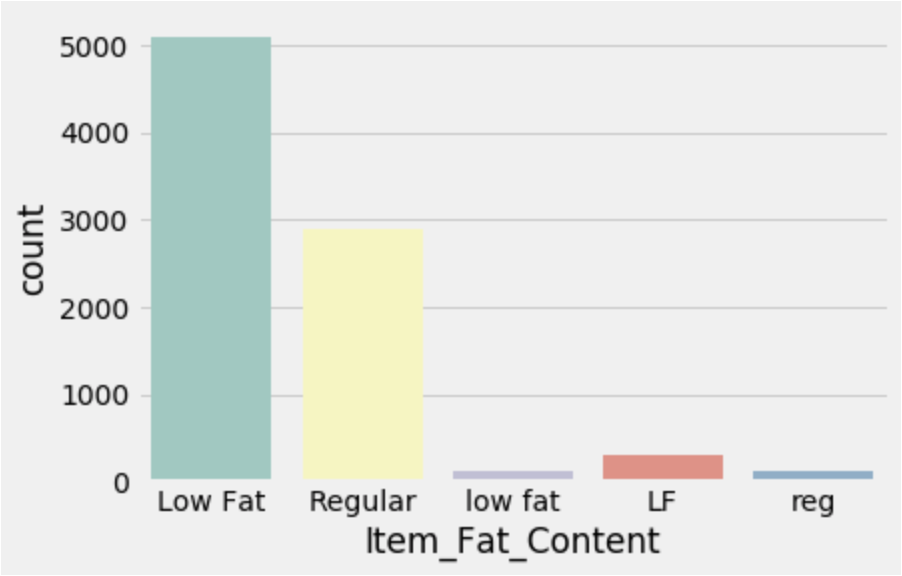 5000
4000
3000
2000
1000
0
count
Low Fat Regular low fat LF reg
Item_Fat_Content